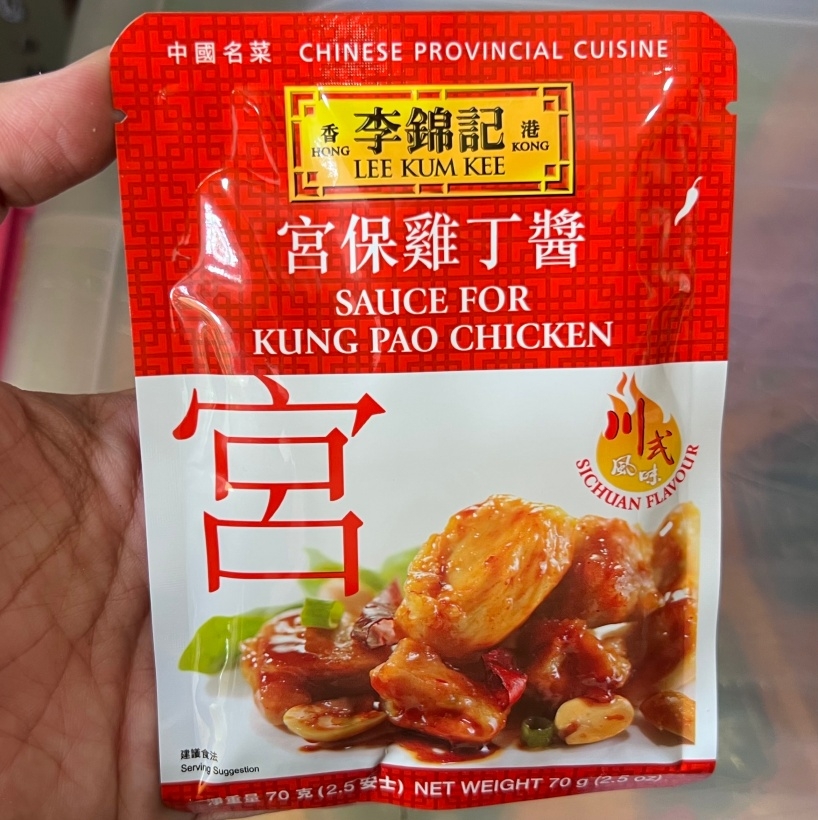 中國名菜 CHINESE PROVINCIAL CUISINE
香 李錦記 港
HONG KONG
LEE KUM KEE
宮保雞丁醬
SAUCE FOR
KUNG PAO CHICKEN
宮
川式
風味
SICHUAN FLAVOUR
建議食法
Serving Suggestion
淨重量 70 克 (2.5 安士) NET WEIGHT 70 g (2.5 oz)